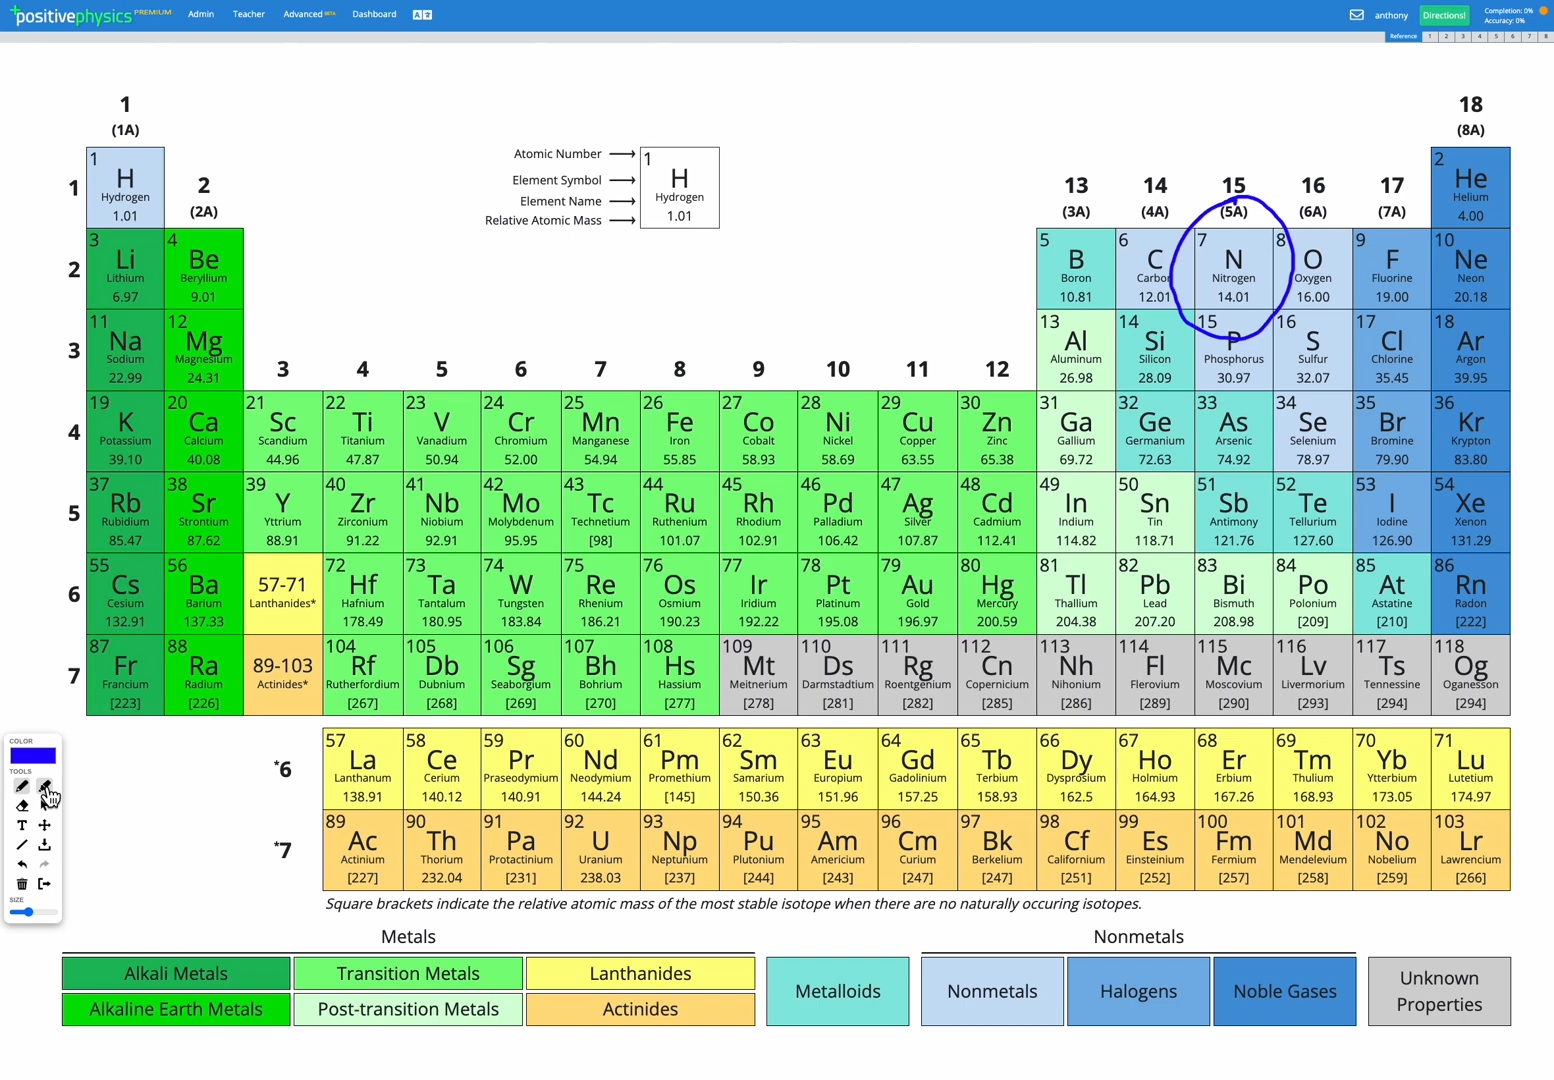 positivephysics PREMIUM Admin Teacher Advanced BETA Dashboard A anthony Directions! Completion: 0%
Accuracy: 0%
Reference 1 2 3 4 5 6 7 8
1 18
(1A) (8A)
1 Atomic Number 1 2
H Element Symbol H He
Hydrogen Element Name Hydrogen Helium
1.01 Relative Atomic Mass 1.01 4.00
1 2 13 14 15 16 17
(2A) (3A) (4A) (5A) (6A) (7A)
2
3 4 5 6 7 8 9 10
Li Be B C N O F Ne
Lithium Beryllium Boron Carbon Nitrogen Oxygen Fluorine Neon
6.97 9.01 10.81 12.01 14.01 16.00 19.00 20.18
3 3 4 5 6 7 8 9 10 11 12
11 12 13 14 15 16 17 18
Na Mg Al Si P S Cl Ar
Sodium Magnesium Aluminum Silicon Phosphorus Sulfur Chlorine Argon
22.99 24.31 26.98 28.09 30.97 32.07 35.45 39.95
4
19 20 21 22 23 24 25 26 27 28 29 30 31 32 33 34 35 36
K Ca Sc Ti V Cr Mn Fe Co Ni Cu Zn Ga Ge As Se Br Kr
Potassium Calcium Scandium Titanium Vanadium Chromium Manganese Iron Cobalt Nickel Copper Zinc Gallium Germanium Arsenic Selenium Bromine Krypton
39.10 40.08 44.96 47.87 50.94 52.00 54.94 55.85 58.93 58.69 63.55 65.38 69.72 72.63 74.92 78.97 79.90 83.80
5
37 38 39 40 41 42 43 44 45 46 47 48 49 50 51 52 53 54
Rb Sr Y Zr Nb Mo Tc Ru Rh Pd Ag Cd In Sn Sb Te I Xe
Rubidium Strontium Yttrium Zirconium Niobium Molybdenum Technetium Ruthenium Rhodium Palladium Silver Cadmium Indium Tin Antimony Tellurium Iodine Xenon
85.47 87.62 88.91 91.22 92.91 95.95 [98] 101.07 102.91 106.42 107.87 112.41 114.82 118.71 121.76 127.60 126.90 131.29
6
55 56 57-71 72 73 74 75 76 77 78 79 80 81 82 83 84 85 86
Cs Ba Lanthanides* Hf Ta W Re Os Ir Pt Au Hg Tl Pb Bi Po At Rn
Cesium Barium Hafnium Tantalum Tungsten Rhenium Osmium Iridium Platinum Gold Mercury Thallium Lead Bismuth Polonium Astatine Radon
132.91 137.33 178.49 180.95 183.84 186.21 190.23 192.22 195.08 196.97 200.59 204.38 207.20 208.98 [209] [210] [222]
7
87 88 89-103 104 105 106 107 108 109 110 111 112 113 114 115 116 117 118
Fr Ra Actinides* Rf Db Sg Bh Hs Mt Ds Rg Cn Nh Fl Mc Lv Ts Og
Francium Radium Rutherfordium Dubnium Seaborgium Bohrium Hassium Meitnerium Darmstadtium Roentgenium Copernicium Nihonium Flerovium Moscovium Livermorium Tennessine Oganesson
[223] [226] [267] [268] [269] [270] [277] [278] [281] [282] [285] [286] [289] [290] [293] [294] [294]
COLOR
TOOLS
T
SIZE
*6
57 58 59 60 61 62 63 64 65 66 67 68 69 70 71
La Ce Pr Nd Pm Sm Eu Gd Tb Dy Ho Er Tm Yb Lu
Lanthanum Cerium Praseodymium Neodymium Promethium Samarium Europium Gadolinium Terbium Dysprosium Holmium Erbium Thulium Ytterbium Lutetium
138.91 140.12 140.91 144.24 [145] 150.36 151.96 157.25 158.93 162.5 164.93 167.26 168.93 173.05 174.97
*7
89 90 91 92 93 94 95 96 97 98 99 100 101 102 103
Ac Th Pa U Np Pu Am Cm Bk Cf Es Fm Md No Lr
Actinium Thorium Protactinium Uranium Neptunium Plutonium Americium Curium Berkelium Californium Einsteinium Fermium Mendelevium Nobelium Lawrencium
[227] 232.04 [231] 238.03 [237] [244] [243] [247] [247] [251] [252] [257] [258] [259] [266]
Square brackets indicate the relative atomic mass of the most stable isotope when there are no naturally occuring isotopes.
Metals Nonmetals
Alkali Metals Transition Metals Lanthanides
Alkaline Earth Metals Post-transition Metals Actinides
Metalloids Nonmetals Halogens Noble Gases
Unknown
Properties